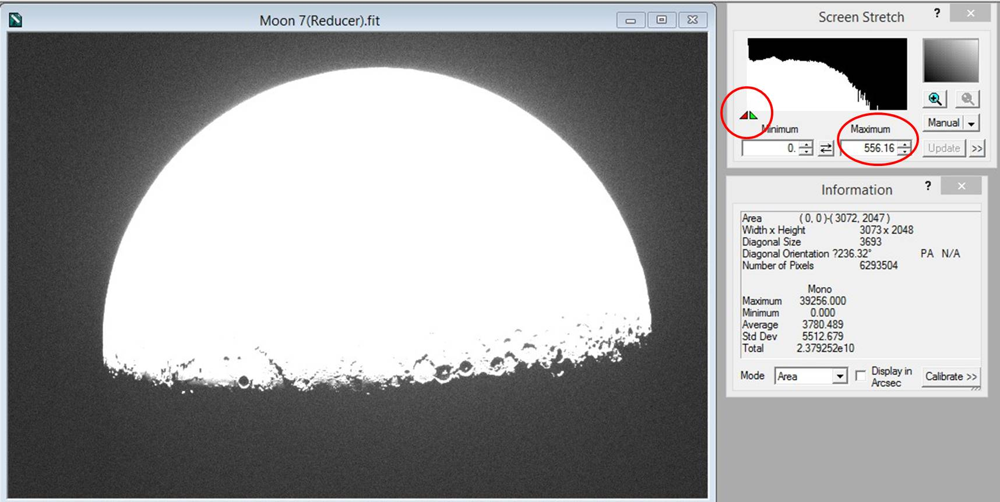 Moon 7(Reducer).fit
Screen Stretch ?
Minimum Maximum
0. 556.16
Manual
Update >>
Information ?
Area ( 0, 0 )-( 3072, 2047 )
Width x Height 3073 x 2048
Diagonal Size 3693
Diagonal Orientation ?236.32° PA N/A
Number of Pixels 6293504
Mono
Maximum 39256.000
Minimum 0.000
Average 3780.489
Std Dev 5512.679
Total 2.379252e10
Mode Area Display in Arcsec Calibrate >>